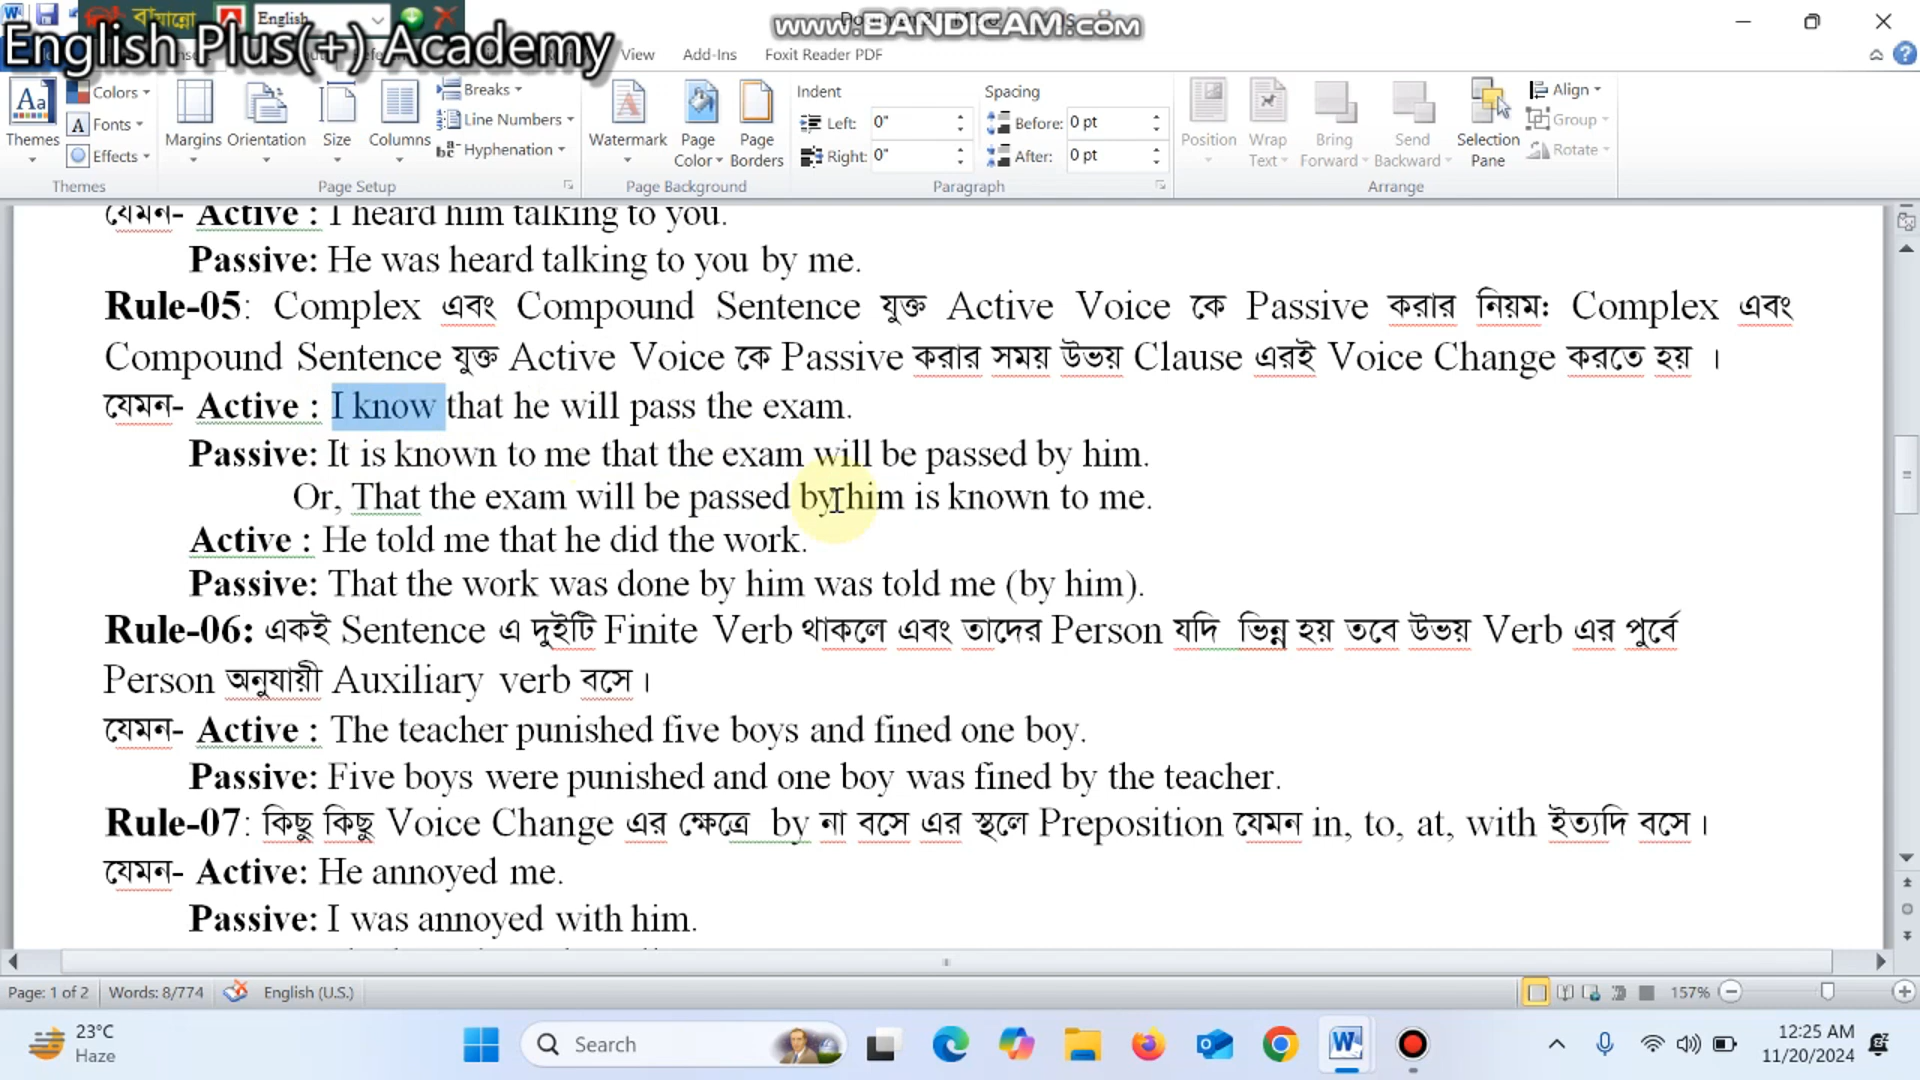 English
www.BANDICAM.com
English Plus(+) Academy
View Add-Ins Foxit Reader PDF
Themes Colors Fonts Effects Margins Orientation Size Columns Breaks Line Numbers Hyphenation Watermark Page Color Page Borders Indent Left: 0" Right: 0" Spacing Before: 0 pt After: 0 pt Position Wrap Text Bring Forward Send Backward Selection Pane Align Group Rotate
Themes Page Setup Page Background Paragraph Arrange
যেমন- Active : I heard him talking to you.
Passive: He was heard talking to you by me.
Rule-05: Complex এবং Compound Sentence যুক্ত Active Voice কে Passive করার নিয়ম: Complex এবং
Compound Sentence যুক্ত Active Voice কে Passive করার সময় উভয় Clause এরই Voice Change করতে হয় ।
যেমন- Active : I know that he will pass the exam.
Passive: It is known to me that the exam will be passed by him.
Or, That the exam will be passed by him is known to me.
Active : He told me that he did the work.
Passive: That the work was done by him was told me (by him).
Rule-06: একই Sentence এ দুইটি Finite Verb থাকলে এবং তাদের Person যদি ভিন্ন হয় তবে উভয় Verb এর পুর্বে
Person অনুযায়ী Auxiliary verb বসে।
যেমন- Active : The teacher punished five boys and fined one boy.
Passive: Five boys were punished and one boy was fined by the teacher.
Rule-07: কিছু কিছু Voice Change এর ক্ষেত্রে by না বসে এর স্থলে Preposition যেমন in, to, at, with ইত্যদি বসে।
যেমন- Active: He annoyed me.
Passive: I was annoyed with him.
Page: 1 of 2 Words: 8/774 English (U.S.) 157%
23°C
Haze
Search
12:25 AM
11/20/2024